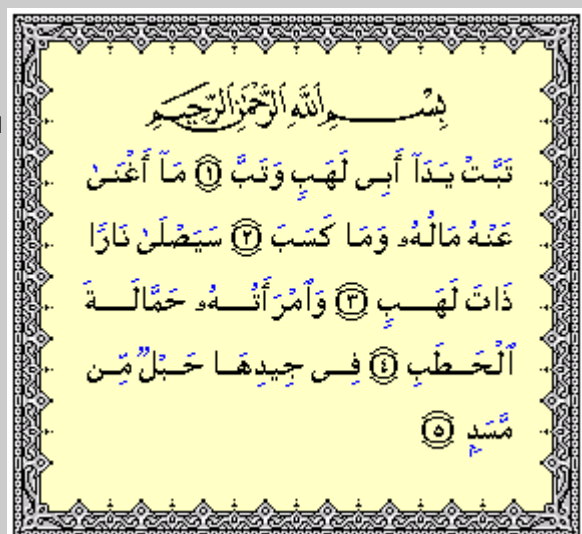 بِسْمِ ٱللَّهِ ٱلرَّحْمَٰنِ ٱلرَّحِيمِ
تَبَّتْ يَدَآ أَبِى لَهَبٍ وَتَبَّ ١ مَآ أَغْنَىٰ
عَنْهُ مَالُهُۥ وَمَا كَسَبَ ٢ سَيَصْلَىٰ نَارًا
ذَاتَ لَهَبٍ ٣ وَٱمْرَأَتُهُۥ حَمَّالَةَ
ٱلْحَطَبِ ٤ فِى جِيدِهَا حَبْلٌ مِّن
مَّسَدٍۭ ٥